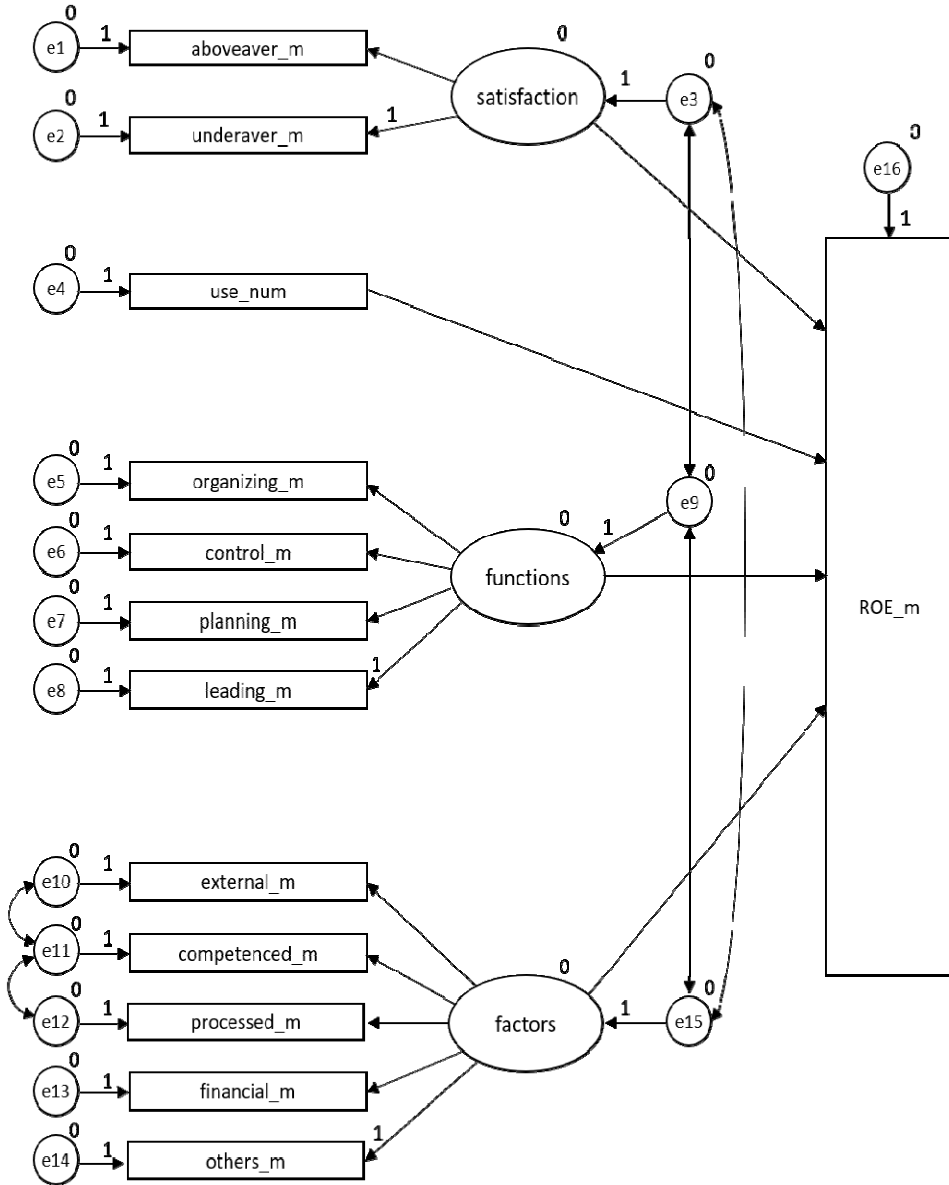 0
e1 1 aboveaver_m
0
satisfaction
0
1 e3
0
e2 1 underaver_m
1
0
e16
1
0
e4 1 use_num
0
e5 1 organizing_m
0
e6 1 control_m
0
e7 1 planning_m
0
e8 1 leading_m
1
0
functions
1
0
e9
ROE_m
0
e10 1 external_m
0
e11 1 competenced_m
0
e12 1 processed_m
0
e13 1 financial_m
0
e14 1 others_m
1
0
factors
1
0
e15